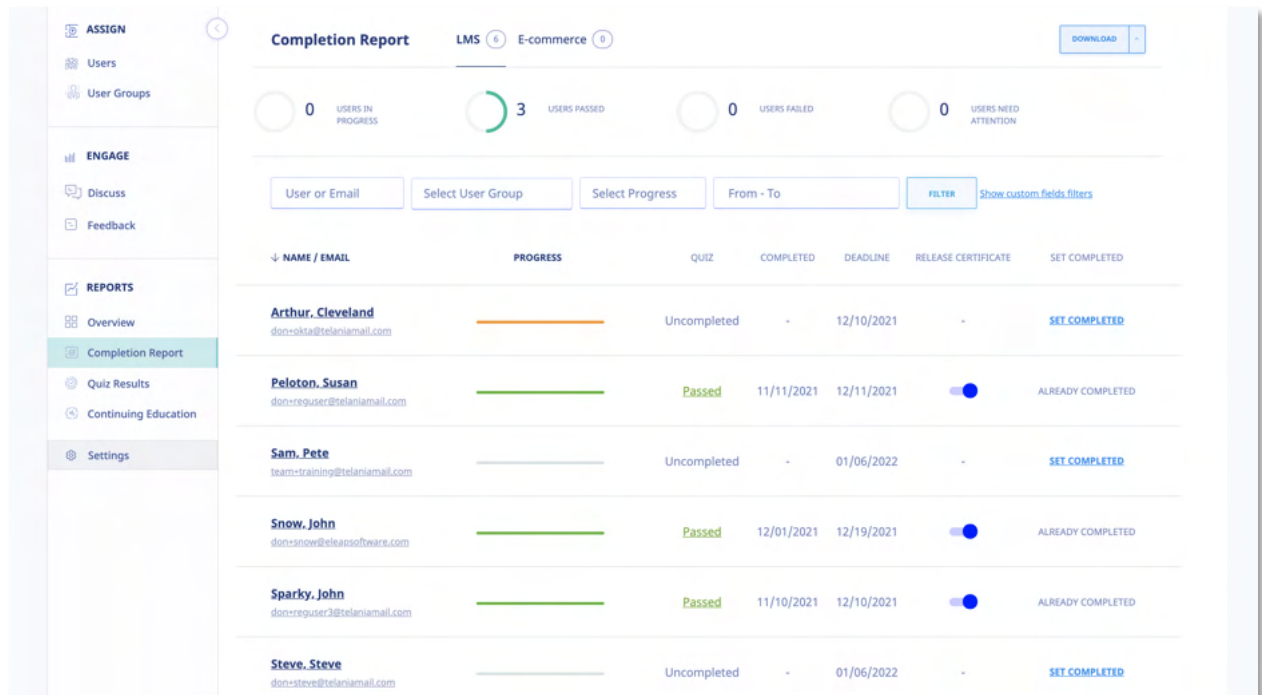 ASSIGN
Users
User Groups
ENGAGE
Discuss
Feedback
REPORTS
Overview
Completion Report
Quiz Results
Continuing Education
Settings
Completion Report LMS 6 E-commerce 0
DOWNLOAD
0 USERS IN PROGRESS
3 USERS PASSED
0 USERS FAILED
0 USERS NEED ATTENTION
User or Email Select User Group Select Progress From - To FILTER Show custom fields filters
↓ NAME / EMAIL PROGRESS QUIZ COMPLETED DEADLINE RELEASE CERTIFICATE SET COMPLETED
Arthur, Cleveland Uncompleted - 12/10/2021 - SET COMPLETED
don+okta@telaniamail.com
Peloton, Susan Passed 11/11/2021 12/11/2021 ALREADY COMPLETED
don+reguser@telaniamail.com
Sam, Pete Uncompleted - 01/06/2022 - SET COMPLETED
team+training@telaniamail.com
Snow, John Passed 12/01/2021 12/19/2021 ALREADY COMPLETED
don+snow@eleapsoftware.com
Sparky, John Passed 11/10/2021 12/10/2021 ALREADY COMPLETED
don+reguser3@telaniamail.com
Steve, Steve Uncompleted - 01/06/2022 - SET COMPLETED
don+steve@telaniamail.com